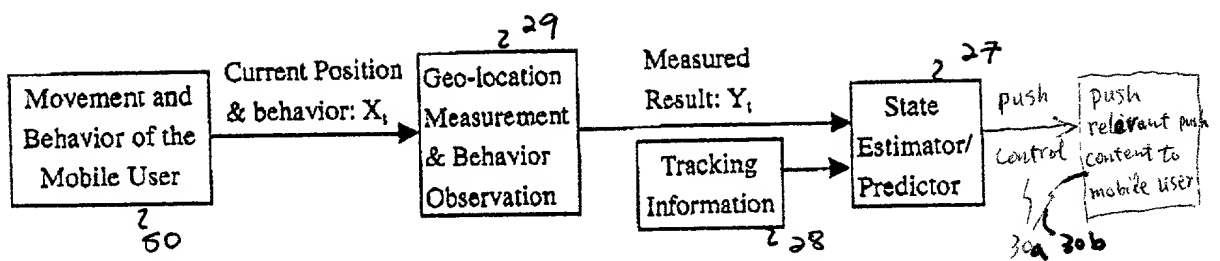 Movement and
Behavior of the
Mobile User
50
Current Position
& behavior: Xt
29
Geo-location
Measurement
& Behavior
Observation
Measured
Result: Yt
Tracking
Information
28
27
State
Estimator/
Predictor
push
control
30a
push
relevant push
content to
mobile user
30b